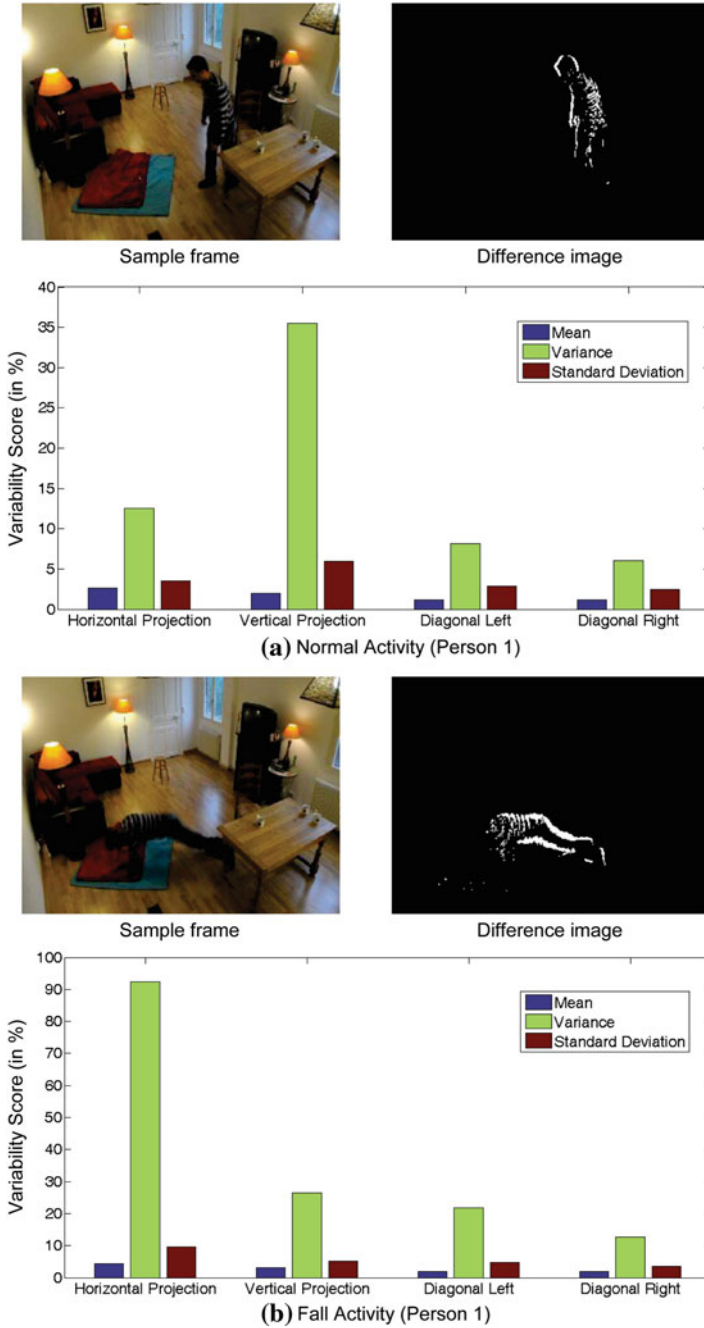 Sample frame
Difference image
40
35
30
25
20
15
10
5
0
Variability Score (in %)
Mean
Variance
Standard Deviation
Horizontal Projection
Vertical Projection
Diagonal Left
Diagonal Right
(a) Normal Activity (Person 1)
Sample frame
Difference image
100
90
80
70
60
50
40
30
20
10
0
Variability Score (in %)
Mean
Variance
Standard Deviation
Horizontal Projection
Vertical Projection
Diagonal Left
Diagonal Right
(b) Fall Activity (Person 1)